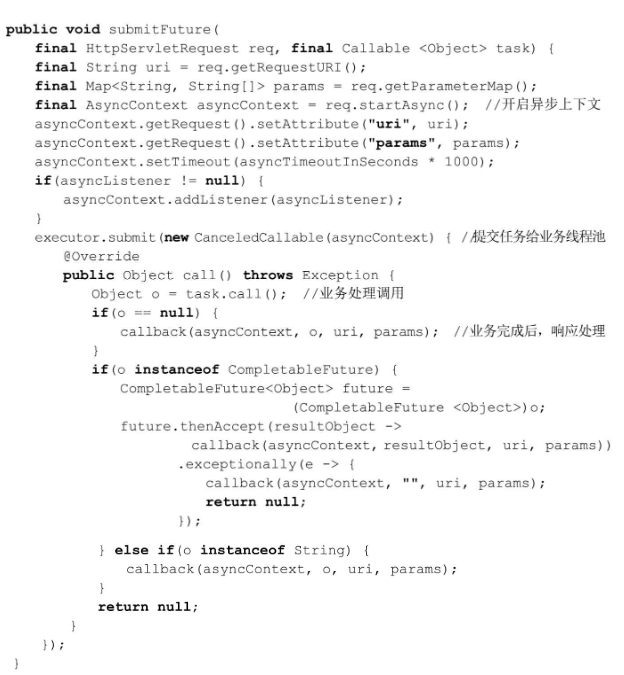 public void submitFuture(
    final HttpServletRequest req, final Callable <Object> task) {
    final String uri = req.getRequestURI();
    final Map<String, String[]> params = req.getParameterMap();
    final AsyncContext asyncContext = req.startAsync();  //开启异步上下文
    asyncContext.getRequest().setAttribute("uri", uri);
    asyncContext.getRequest().setAttribute("params", params);
    asyncContext.setTimeout(asyncTimeoutInSeconds * 1000);
    if(asyncListener != null) {
        asyncContext.addListener(asyncListener);
    }
    executor.submit(new CanceledCallable(asyncContext) { //提交任务给业务线程池
        @Override
        public Object call() throws Exception {
            Object o = task.call();  //业务处理调用
            if(o == null) {
                callback(asyncContext, o, uri, params);  //业务完成后，响应处理
            }
            if(o instanceof CompletableFuture) {
                CompletableFuture<Object> future =
                                        (CompletableFuture <Object>)o;
                future.thenAccept(resultObject ->
                          callback(asyncContext, resultObject, uri, params))
                        .exceptionally(e -> {
                            callback(asyncContext, "", uri, params);
                            return null;
                        });
            } else if(o instanceof String) {
                callback(asyncContext, o, uri, params);
            }
            return null;
        }
    });
}